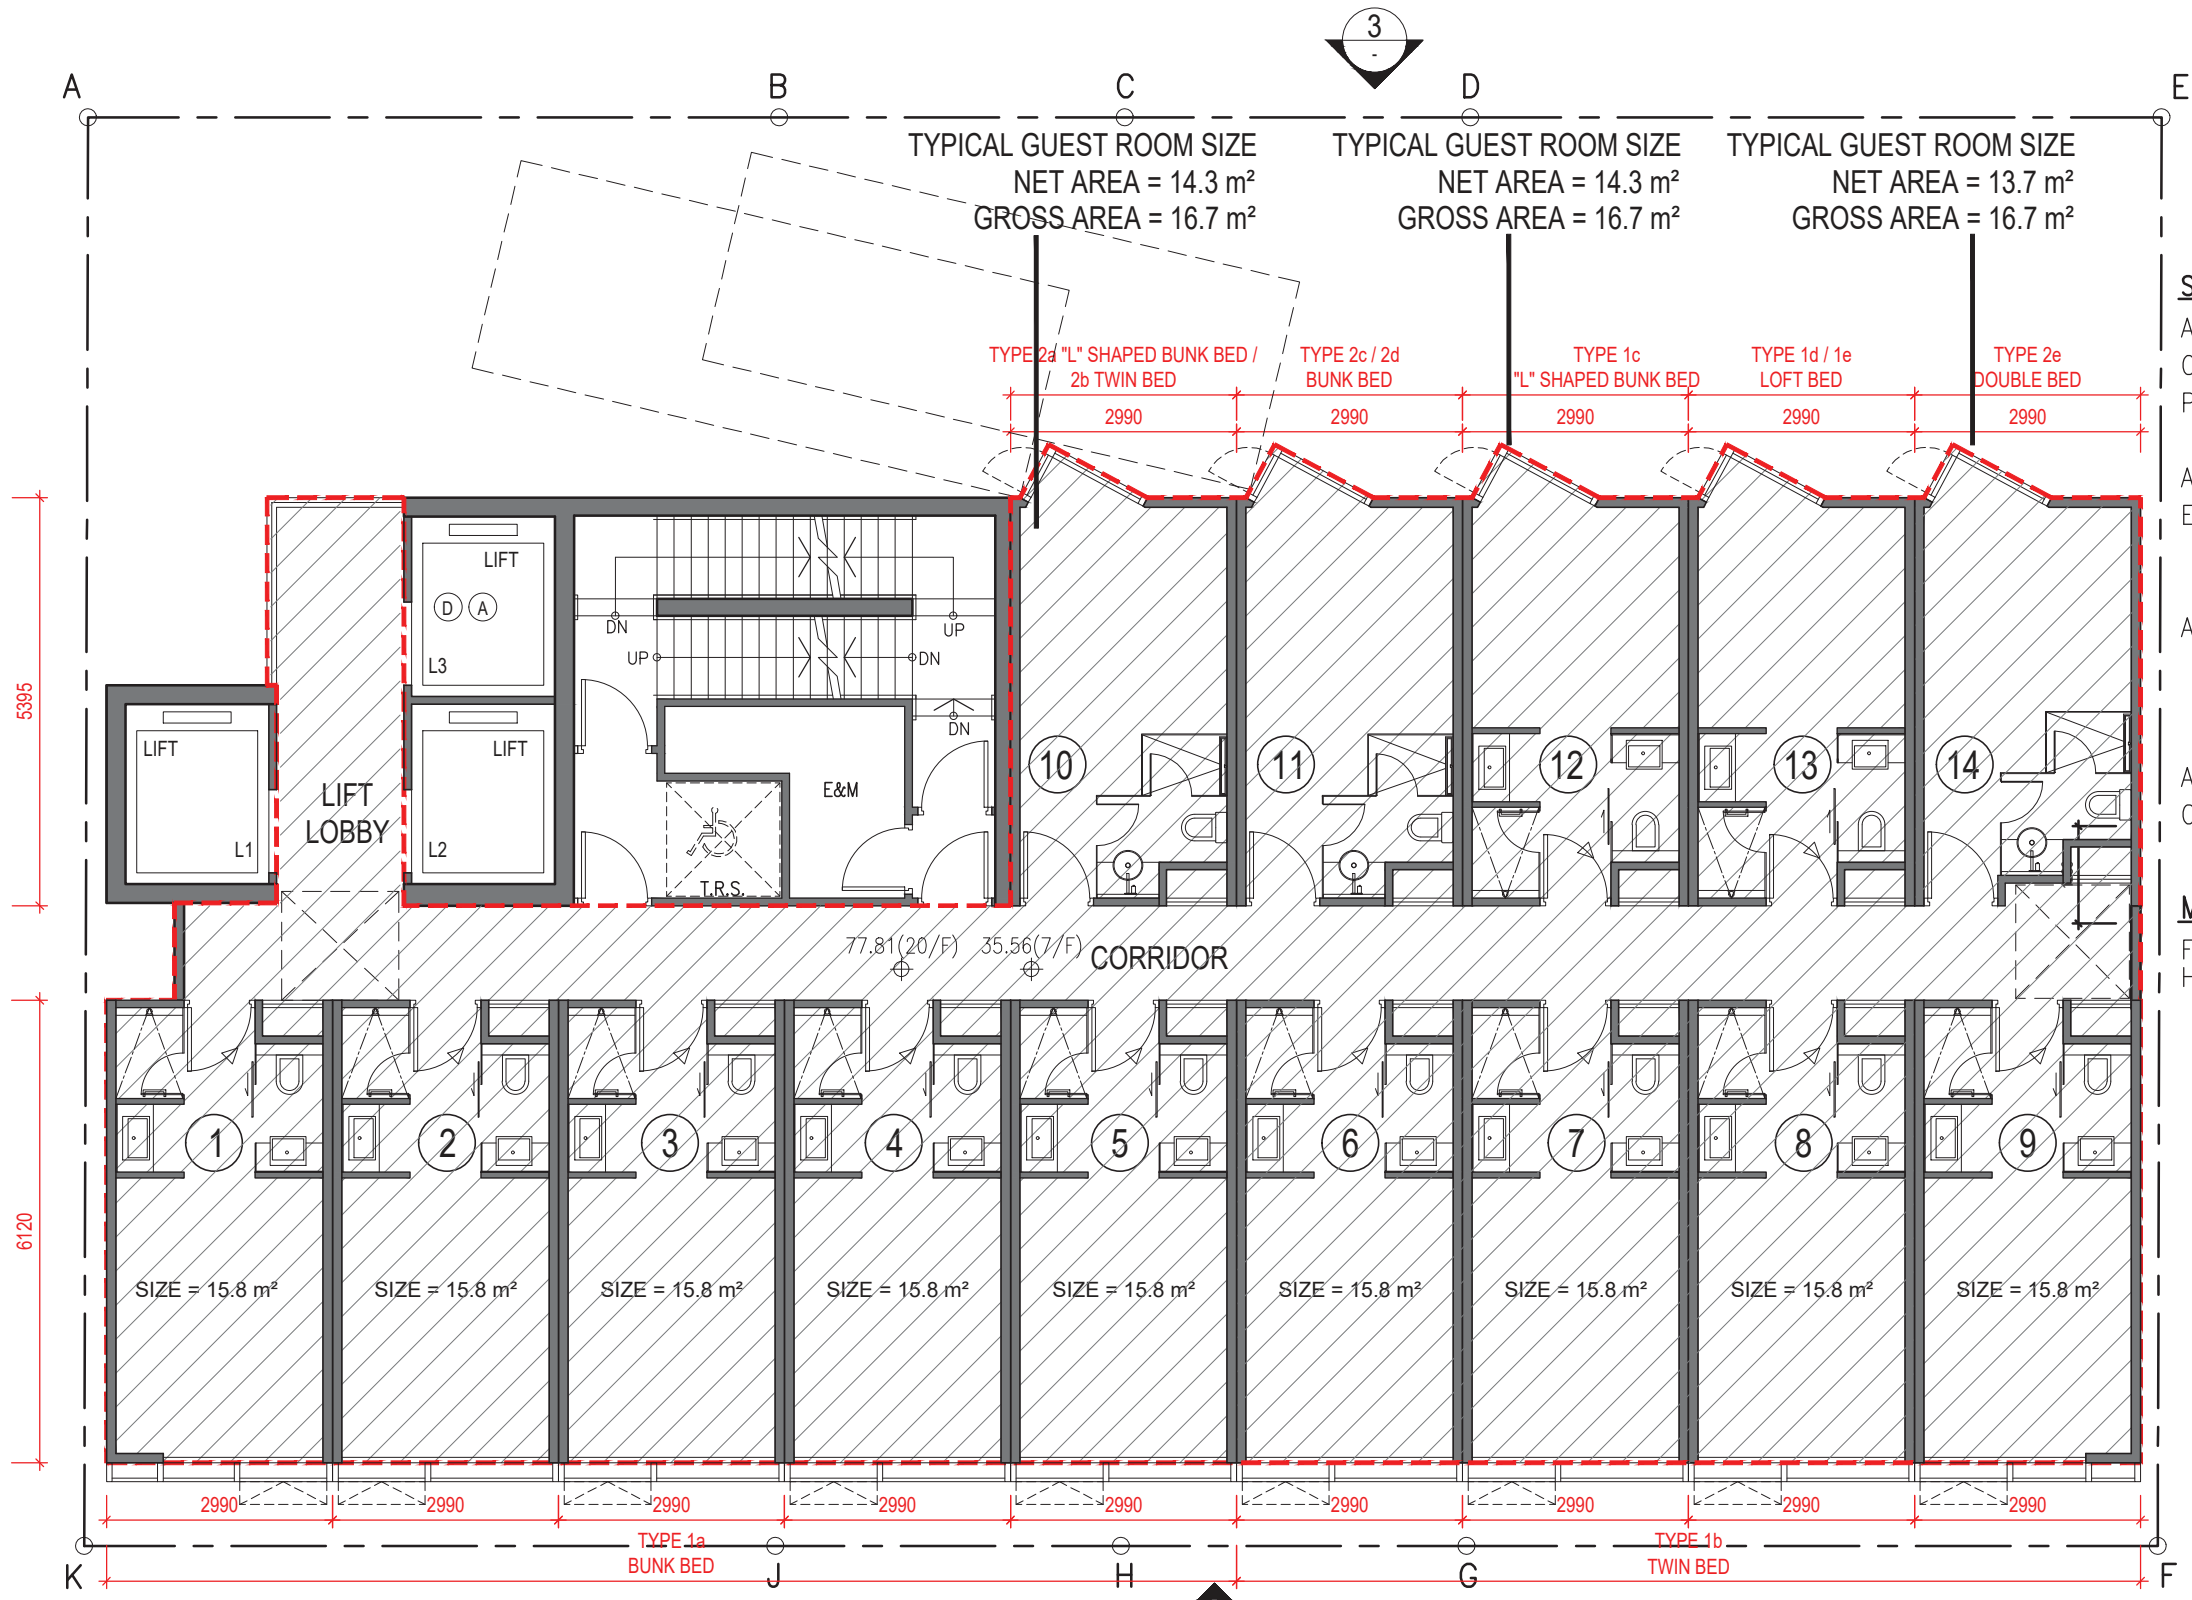 3
-
A
B
C
D
E
TYPICAL GUEST ROOM SIZE
NET AREA = 14.3 m²
GROSS AREA = 16.7 m²
TYPICAL GUEST ROOM SIZE
NET AREA = 14.3 m²
GROSS AREA = 16.7 m²
TYPICAL GUEST ROOM SIZE
NET AREA = 13.7 m²
GROSS AREA = 16.7 m²
TYPE 2a "L" SHAPED BUNK BED /
2b TWIN BED
TYPE 2c / 2d
BUNK BED
TYPE 1c
"L" SHAPED BUNK BED
TYPE 1d / 1e
LOFT BED
TYPE 2e
DOUBLE BED
2990
2990
2990
2990
2990
5395
6120
LIFT
D
A
L3
DN
UP
UP
DN
DN
LIFT
L1
LIFT
LOBBY
LIFT
L2
E&M
T.R.S.
10
11
12
13
14
77.81(20/F)
35.56(7/F)
CORRIDOR
1
2
3
4
5
6
7
8
9
SIZE = 15.8 m²
SIZE = 15.8 m²
SIZE = 15.8 m²
SIZE = 15.8 m²
SIZE = 15.8 m²
SIZE = 15.8 m²
SIZE = 15.8 m²
SIZE = 15.8 m²
SIZE = 15.8 m²
2990
2990
2990
2990
2990
2990
2990
2990
2990
TYPE 1a
BUNK BED
TYPE 1b
TWIN BED
K
J
H
G
F